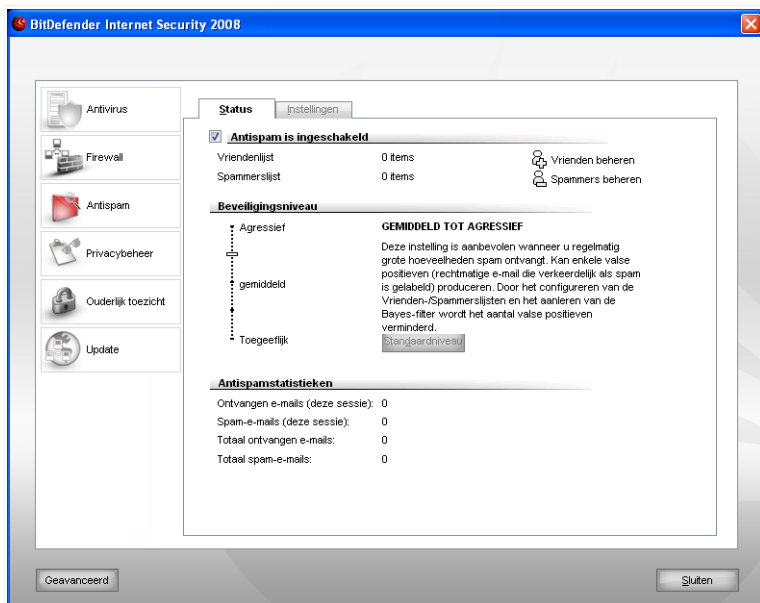 BitDefender Internet Security 2008
Antivirus
Firewall
Antispam
Privacybeheer
Ouderlijk toezicht
Update
Status
Instellingen
Antispam is ingeschakeld
Vriendenlijst 0 items Vrienden beheren
Spammerslijst 0 items Spammers beheren
Beveiligingsniveau
Agressief
gemiddeld
Toegeeflijk
GEMIDDELD TOT AGRESSIEF
Deze instelling is aanbevolen wanneer u regelmatig
grote hoeveelheden spam ontvangt. Kan enkele valse
positieven (rechtmatige e-mail die verkeerdelijk als spam
is gelabeld) produceren. Door het configureren van de
Vrienden-/Spammerslijsten en het aanleren van de
Bayes-filter wordt het aantal valse positieven
verminderd.
Standaardniveau
Antispamstatistieken
Ontvangen e-mails (deze sessie): 0
Spam-e-mails (deze sessie): 0
Totaal ontvangen e-mails: 0
Totaal spam-e-mails: 0
Geavanceerd
Sluiten